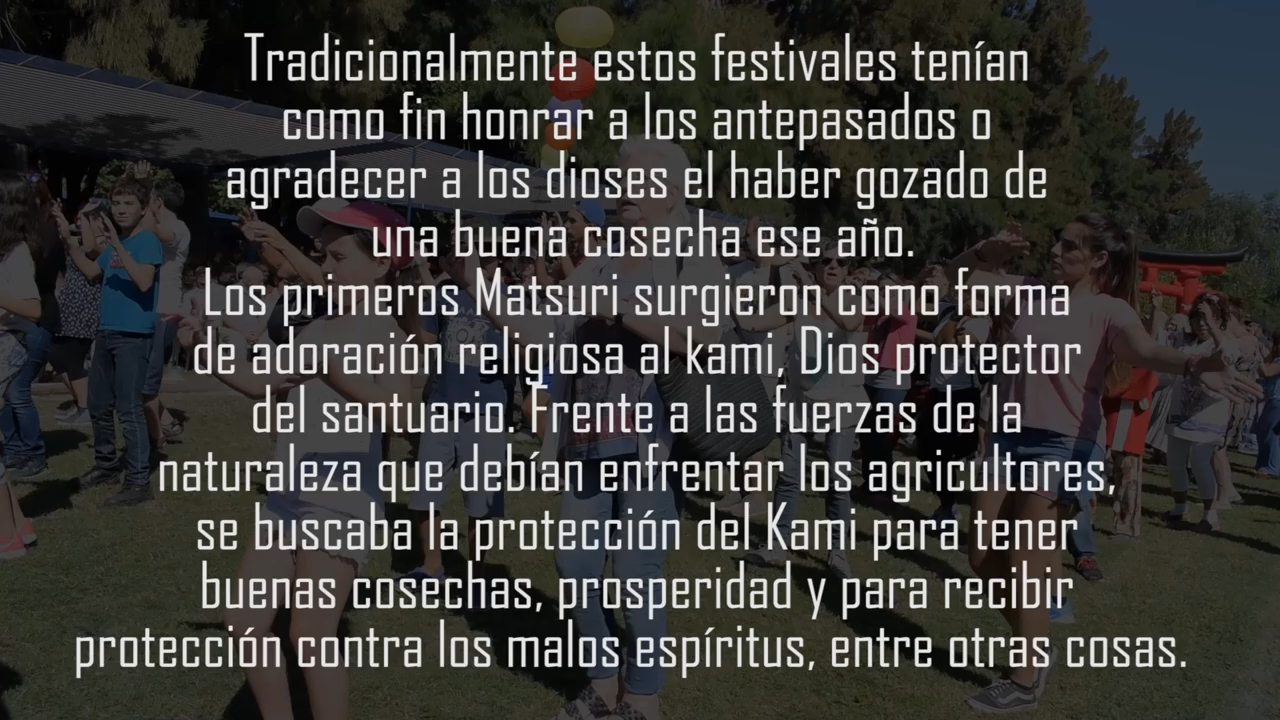 Tradicionalmente estos festivales tenían
como fin honrar a los antepasados o
agradecer a los dioses el haber gozado de
una buena cosecha ese año.
Los primeros Matsuri surgieron como forma
de adoración religiosa al kami, Dios protector
del santuario. Frente a las fuerzas de la
naturaleza que debían enfrentar los agricultores,
se buscaba la protección del Kami para tener
buenas cosechas, prosperidad y para recibir
protección contra los malos espíritus, entre otras cosas.